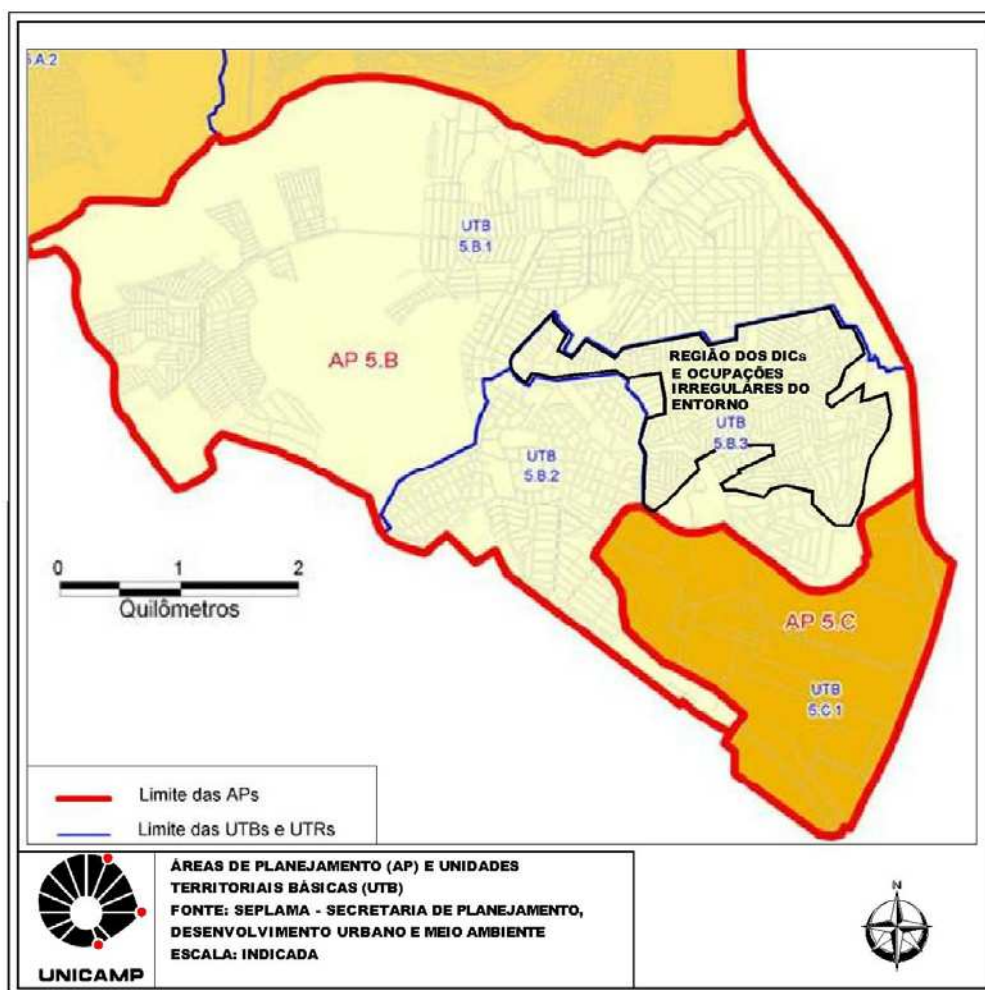 5.A.2
UTB
5.B.1
AP 5.B
REGIÃO DOS DICs
E OCUPAÇÕES
IRREGULÁRES DO
ENTORNO
UTB
5.B.3
UTB
5.B.2
0 1 2
Quilômetros
AP 5.C
UTB
5.C.1
Limite das APs
Limite das UTBs e UTRs
UNICAMP
ÁREAS DE PLANEJAMENTO (AP) E UNIDADES
TERRITORIAIS BÁSICAS (UTB)
FONTE: SEPLAMA - SECRETARIA DE PLANEJAMENTO,
DESENVOLVIMENTO URBANO E MEIO AMBIENTE
ESCALA: INDICADA
N